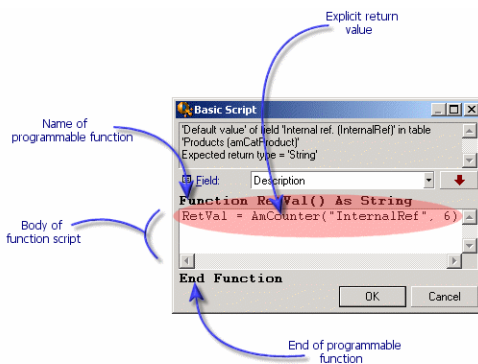 Explicit return
value
Basic Script
Name of
programmable function
'Default value' of field 'Internal ref. (InternalRef)' in table
'Products (amCatProduct)'
Expected return type = 'String'
Field: Description
Function RetVal() As String
RetVal = AmCounter("InternalRef", 6)
Body of
function script
End Function
OK Cancel
End of programmable
function